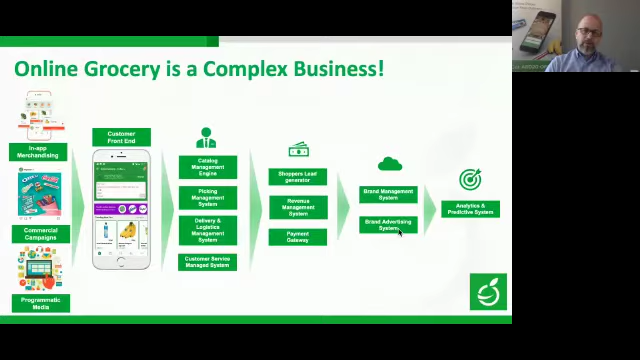 Online Grocery is a Complex Business!
In-app
Merchandising
Commercial
Campaigns
Programmatic
Media
Customer
Front End
Catalog
Management
Engine
Picking
Management
System
Delivery &
Logistics
Management
System
Customer Service
Managed System
Shoppers Lead
generator
Revenue
Management
System
Payment
Gateway
Brand Management
System
Brand Advertising
System
Analytics &
Predictive System